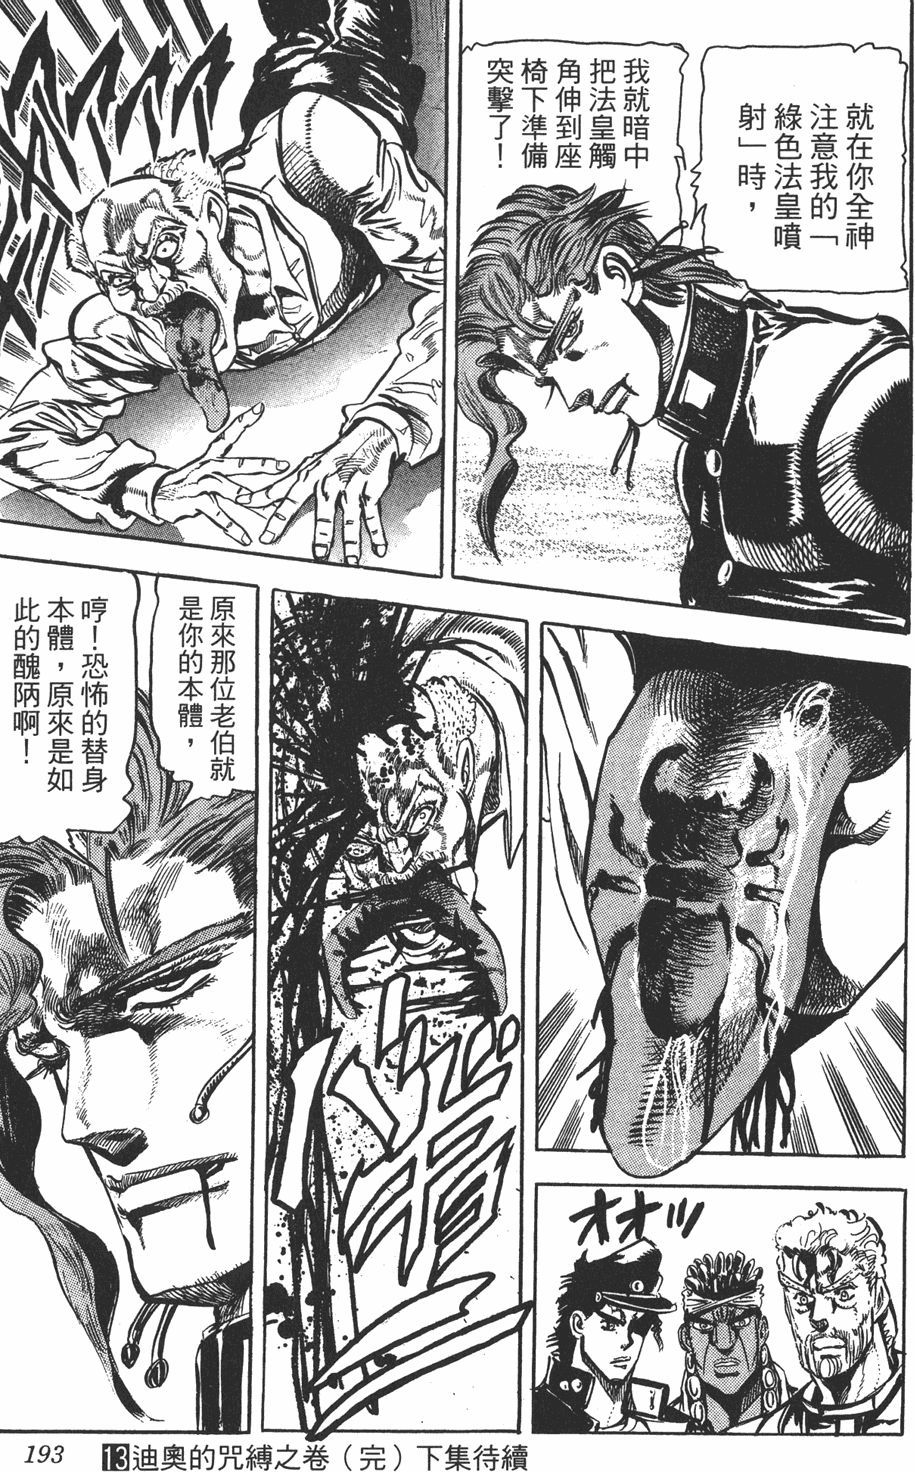 就在你全神
注意我的「
綠色法皇噴
射」時，
我就暗中
把法皇觸
角伸到座
椅下準備
突擊了！
オオッ
原來那位老伯就
是你的本體，
哼！恐怖的替身
本體，原來是如
此的醜陋啊！
193
13迪奧的咒縛之卷（完）下集待續